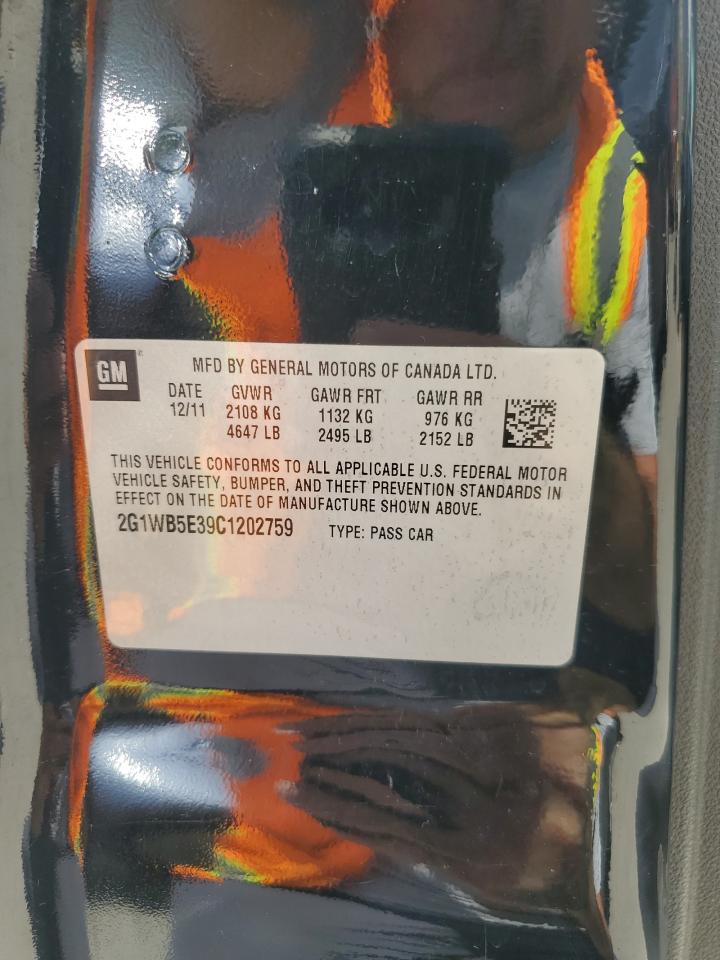 GM
MFD BY GENERAL MOTORS OF CANADA LTD.
DATE GVWR GAWR FRT GAWR RR
12/11 2108 KG 1132 KG 976 KG
4647 LB 2495 LB 2152 LB
THIS VEHICLE CONFORMS TO ALL APPLICABLE U.S. FEDERAL MOTOR
VEHICLE SAFETY, BUMPER, AND THEFT PREVENTION STANDARDS IN
EFFECT ON THE DATE OF MANUFACTURE SHOWN ABOVE.
2G1WB5E39C1202759 TYPE: PASS CAR